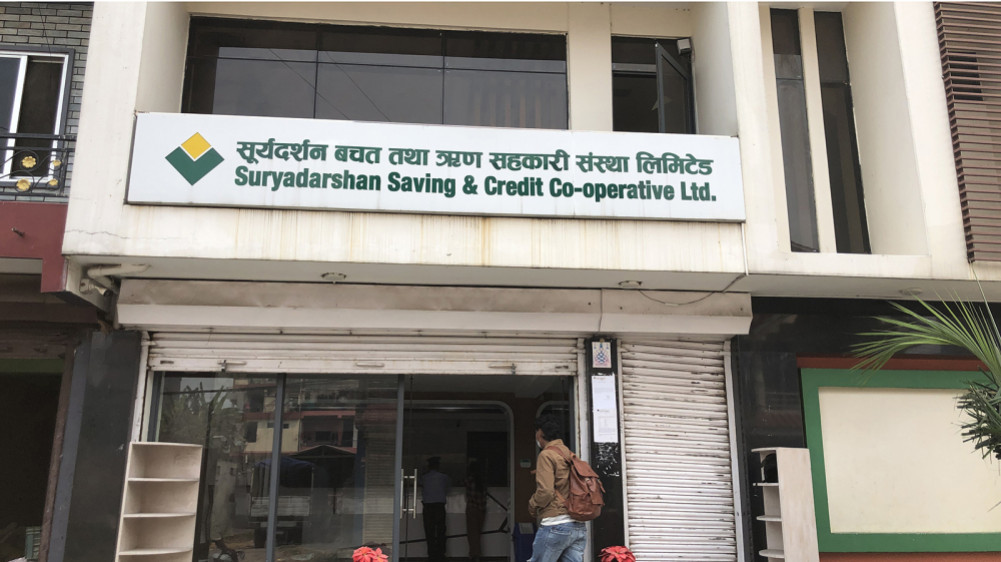 सूर्यदर्शन बचत तथा ऋण सहकारी संस्था लिमिटेड
Suryadarshan Saving & Credit Co-operative Ltd.